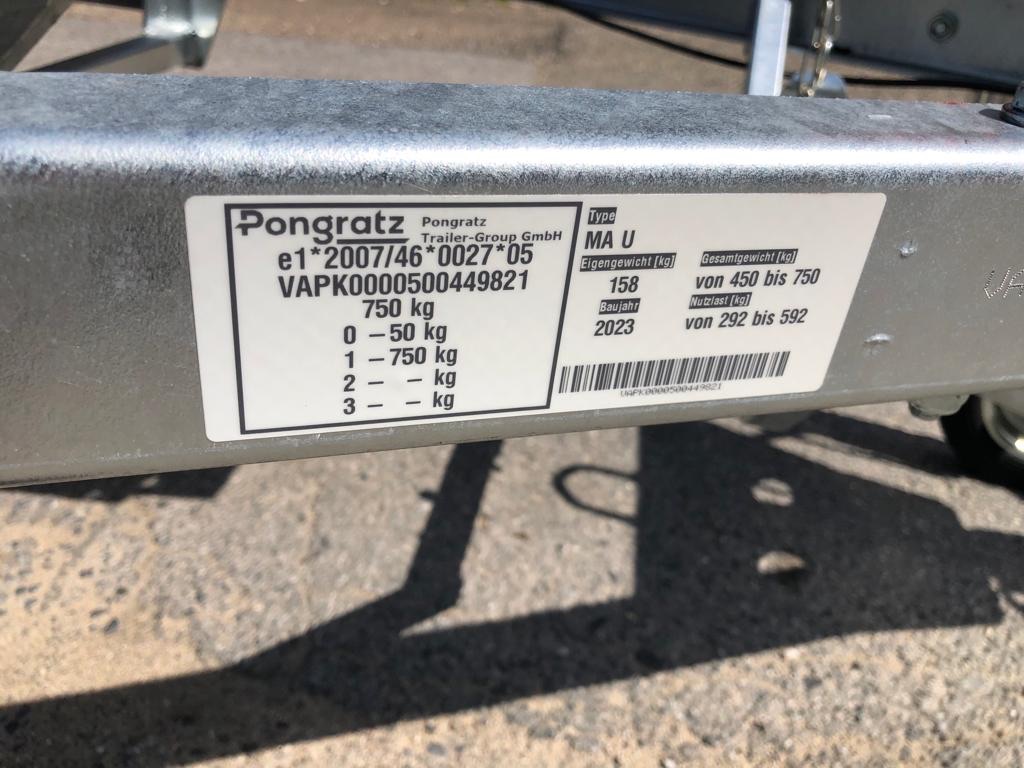 Pongratz Pongratz
Trailer-Group GmbH
e1*2007/46*0027*05
VAPK0000500449821
750 kg
0 – 50 kg
1 – 750 kg
2 – – kg
3 – – kg
Type
MA U
Eigengewicht [kg] Gesamtgewicht [kg]
158 von 450 bis 750
Baujahr Nutzlast [kg]
2023 von 292 bis 592
VAPK0000500449821
VA